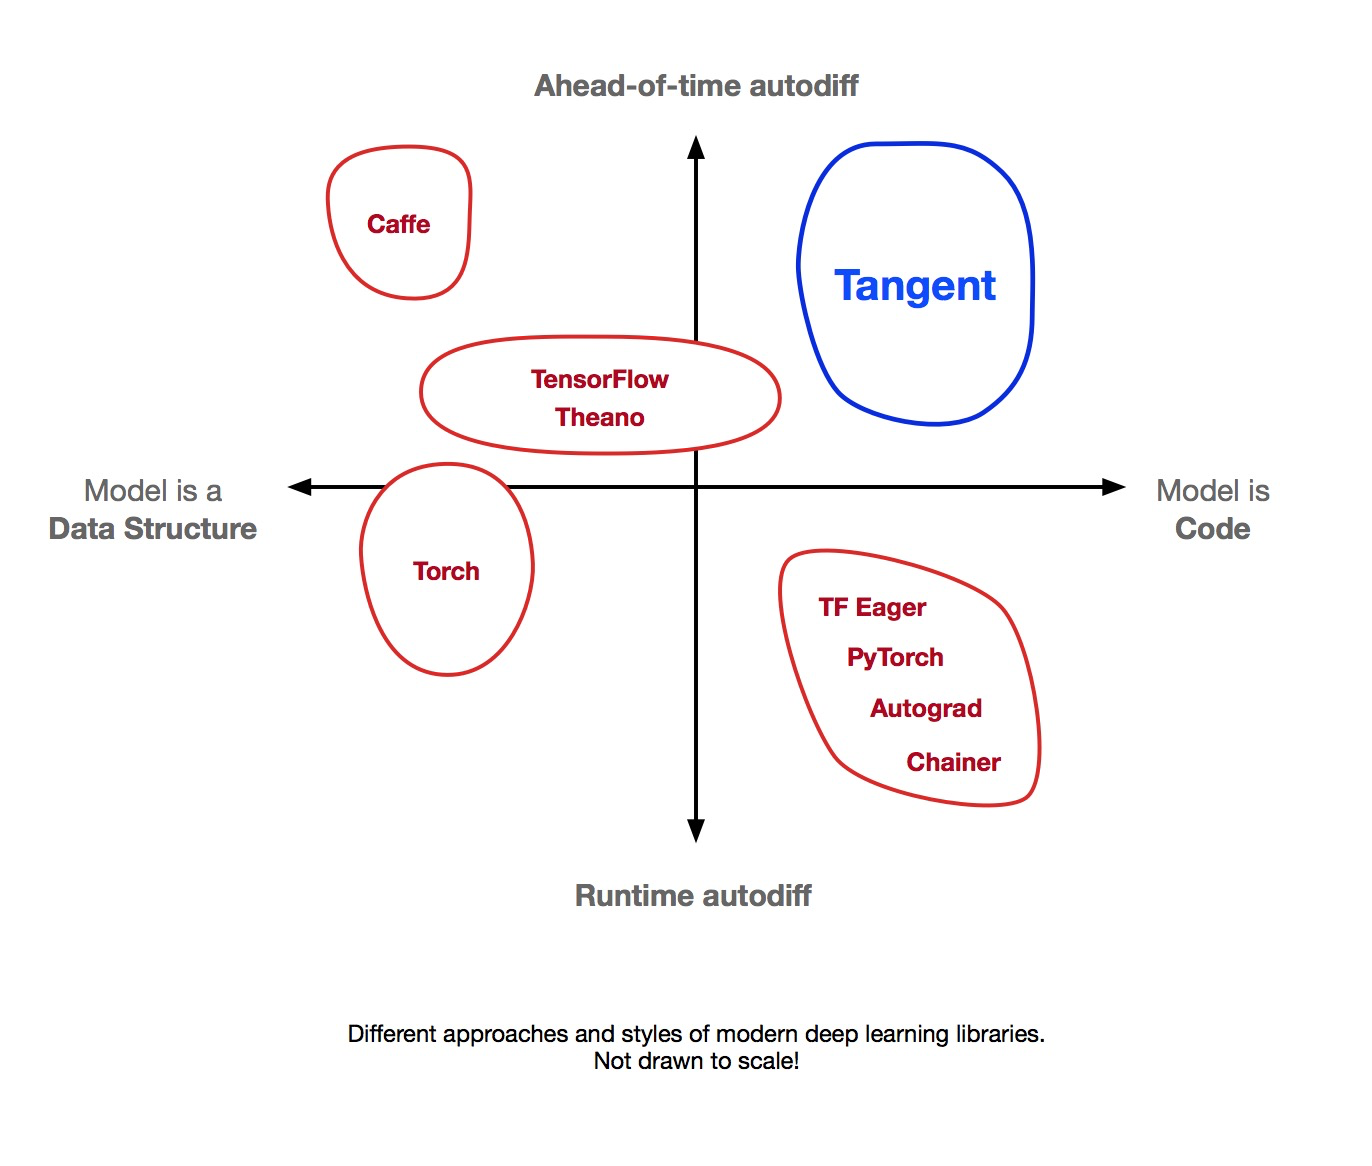 Ahead-of-time autodiff
Caffe
Tangent
TensorFlow
Theano
Model is a
Data Structure
Model is
Code
Torch
TF Eager
PyTorch
Autograd
Chainer
Runtime autodiff
Different approaches and styles of modern deep learning libraries.
Not drawn to scale!